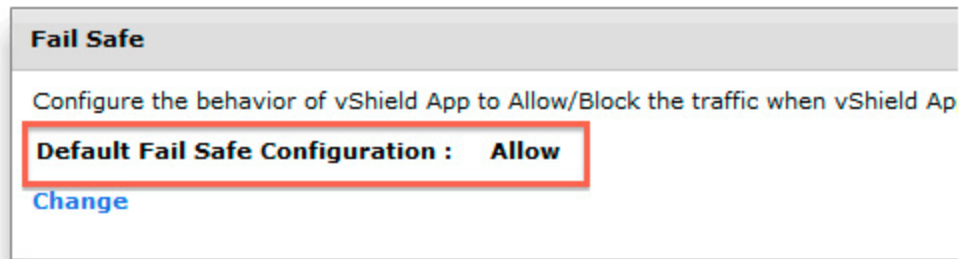 Fail Safe
Configure the behavior of vShield App to Allow/Block the traffic when vShield Ap
Default Fail Safe Configuration : Allow
Change